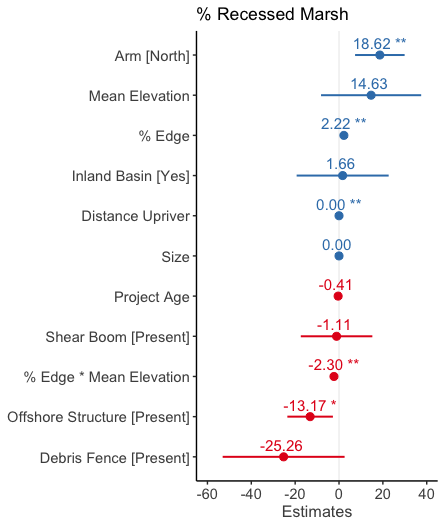 % Recessed Marsh
Arm [North] 18.62 **
Mean Elevation 14.63
% Edge 2.22 **
Inland Basin [Yes] 1.66
Distance Upriver 0.00 **
Size 0.00
Project Age -0.41
Shear Boom [Present] -1.11
% Edge * Mean Elevation -2.30 **
Offshore Structure [Present] -13.17 *
Debris Fence [Present] -25.26
-60 -40 -20 0 20 40
Estimates